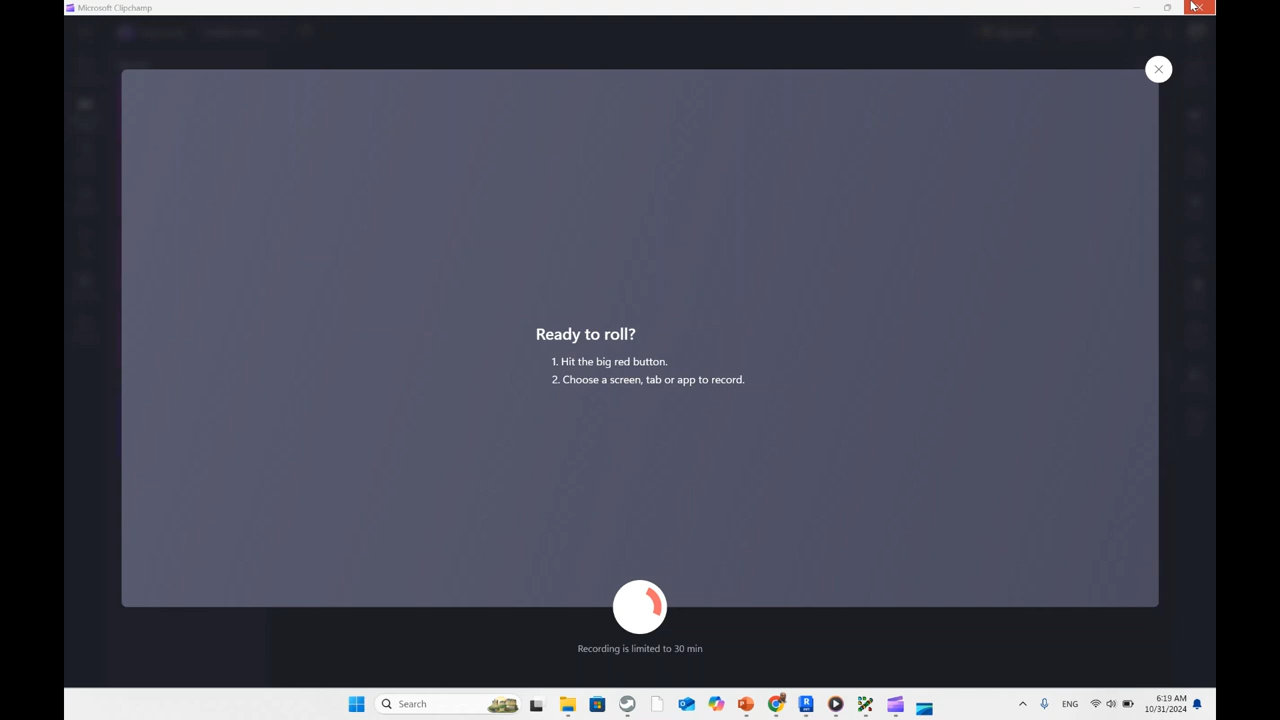 Microsoft Clipchamp
Ready to roll?
1. Hit the big red button.
2. Choose a screen, tab or app to record.
Recording is limited to 30 min
Search
ENG
6:19 AM
10/31/2024